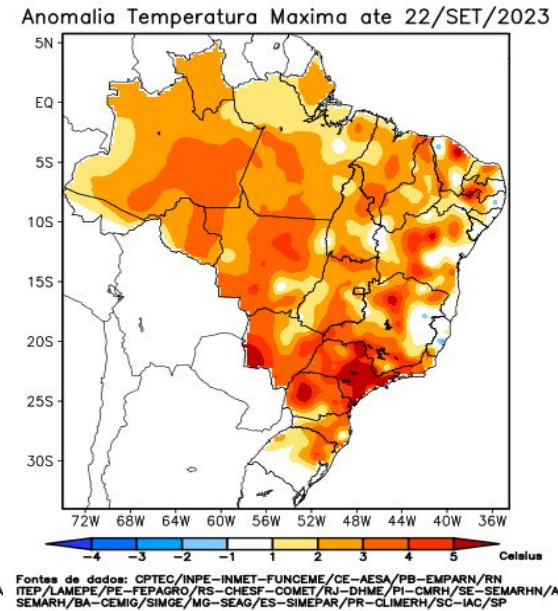 Anomalia Temperatura Maxima ate 22/SET/2023
5N
EQ
5S
10S
15S
20S
25S
30S
72W 68W 64W 60W 56W 52W 48W 44W 40W 36W
-4 -3 -2 -1 1 2 3 4 5 Celsius
Fontes de dados: CPTEC/INPE-INMET-FUNCEME/CE-AESA/PB-EMPARN/RN
ITEP/LAMEPE/PE-FEPAGRO/RS-CHESF-COMET/RJ-DHME/PI-CMRH/SE-SEMARHN/A
SEMARH/BA-CEMIG/SIMGE/MG-SEAG/ES-SIMEPAR/PR-CLIMERH/SC-IAC/SP